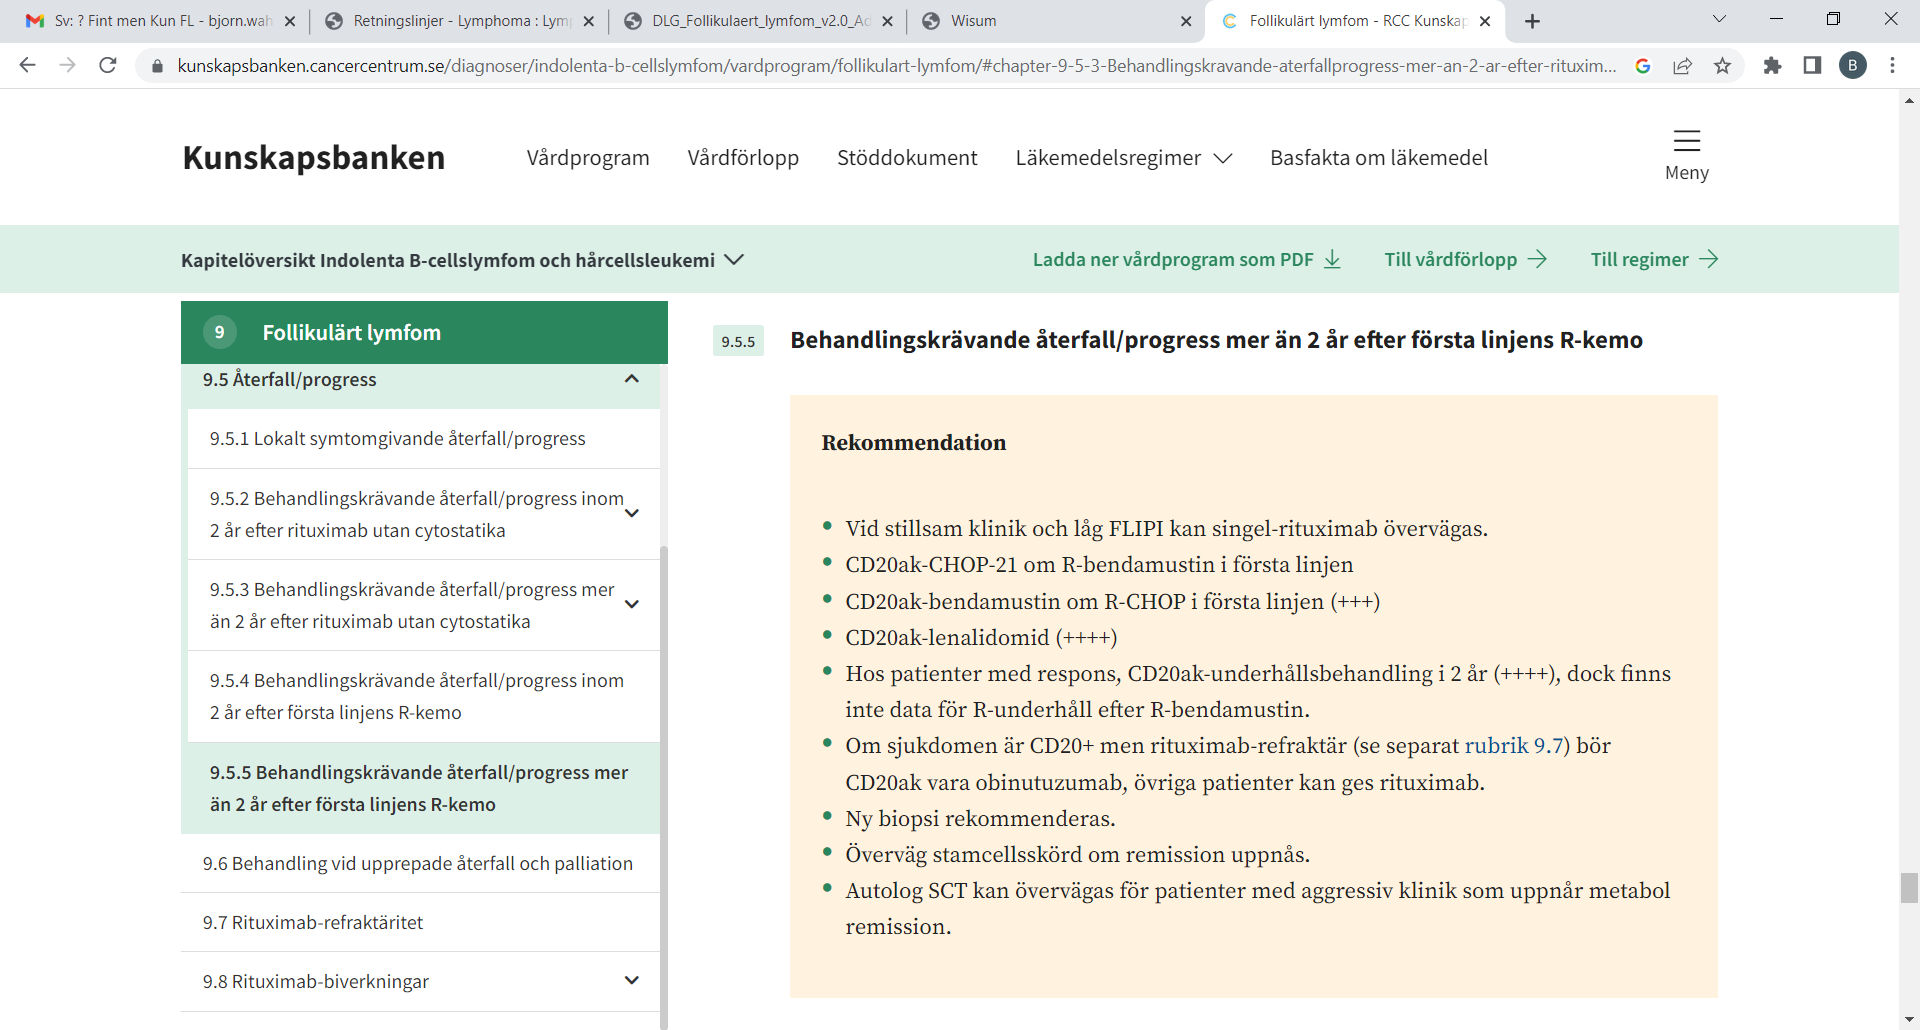 Sv: ? Fint men Kun FL - bjorn.wah
Retningslinjer - Lymphoma : Lymp
DLG_Follikulaert_lymfom_v2.0_Ad
Wisum
Follikulärt lymfom - RCC Kunskap
kunskapsbanken.cancercentrum.se/diagnoser/indolenta-b-cellslymfom/vardprogram/follikulart-lymfom/#chapter-9-5-3-Behandlingskravande-aterfallprogress-mer-an-2-ar-efter-rituxim...
B
Kunskapsbanken
Vårdprogram
Vårdförlopp
Stöddokument
Läkemedelsregimer
Basfakta om läkemedel
Meny
Kapitelöversikt Indolenta B-cellslymfom och hårcellsleukemi
Ladda ner vårdprogram som PDF
Till vårdförlopp
Till regimer
9 Follikulärt lymfom
9.5 Återfall/progress
9.5.1 Lokalt symtomgivande återfall/progress
9.5.2 Behandlingskrävande återfall/progress inom
2 år efter rituximab utan cytostatika
9.5.3 Behandlingskrävande återfall/progress mer
än 2 år efter rituximab utan cytostatika
9.5.4 Behandlingskrävande återfall/progress inom
2 år efter första linjens R-kemo
9.5.5 Behandlingskrävande återfall/progress mer
än 2 år efter första linjens R-kemo
9.6 Behandling vid upprepade återfall och palliation
9.7 Rituximab-refraktäritet
9.8 Rituximab-biverkningar
9.5.5 Behandlingskrävande återfall/progress mer än 2 år efter första linjens R-kemo
Rekommendation
• Vid stillsam klinik och låg FLIPI kan singel-rituximab övervägas.
• CD20ak-CHOP-21 om R-bendamustin i första linjen
• CD20ak-bendamustin om R-CHOP i första linjen (+++)
• CD20ak-lenalidomid (++++)
• Hos patienter med respons, CD20ak-underhållsbehandling i 2 år (++++), dock finns
inte data för R-underhåll efter R-bendamustin.
• Om sjukdomen är CD20+ men rituximab-refraktär (se separat rubrik 9.7) bör
CD20ak vara obinutuzumab, övriga patienter kan ges rituximab.
• Ny biopsi rekommenderas.
• Överväg stamcellsskörd om remission uppnås.
• Autolog SCT kan övervägas för patienter med aggressiv klinik som uppnår metabol
remission.